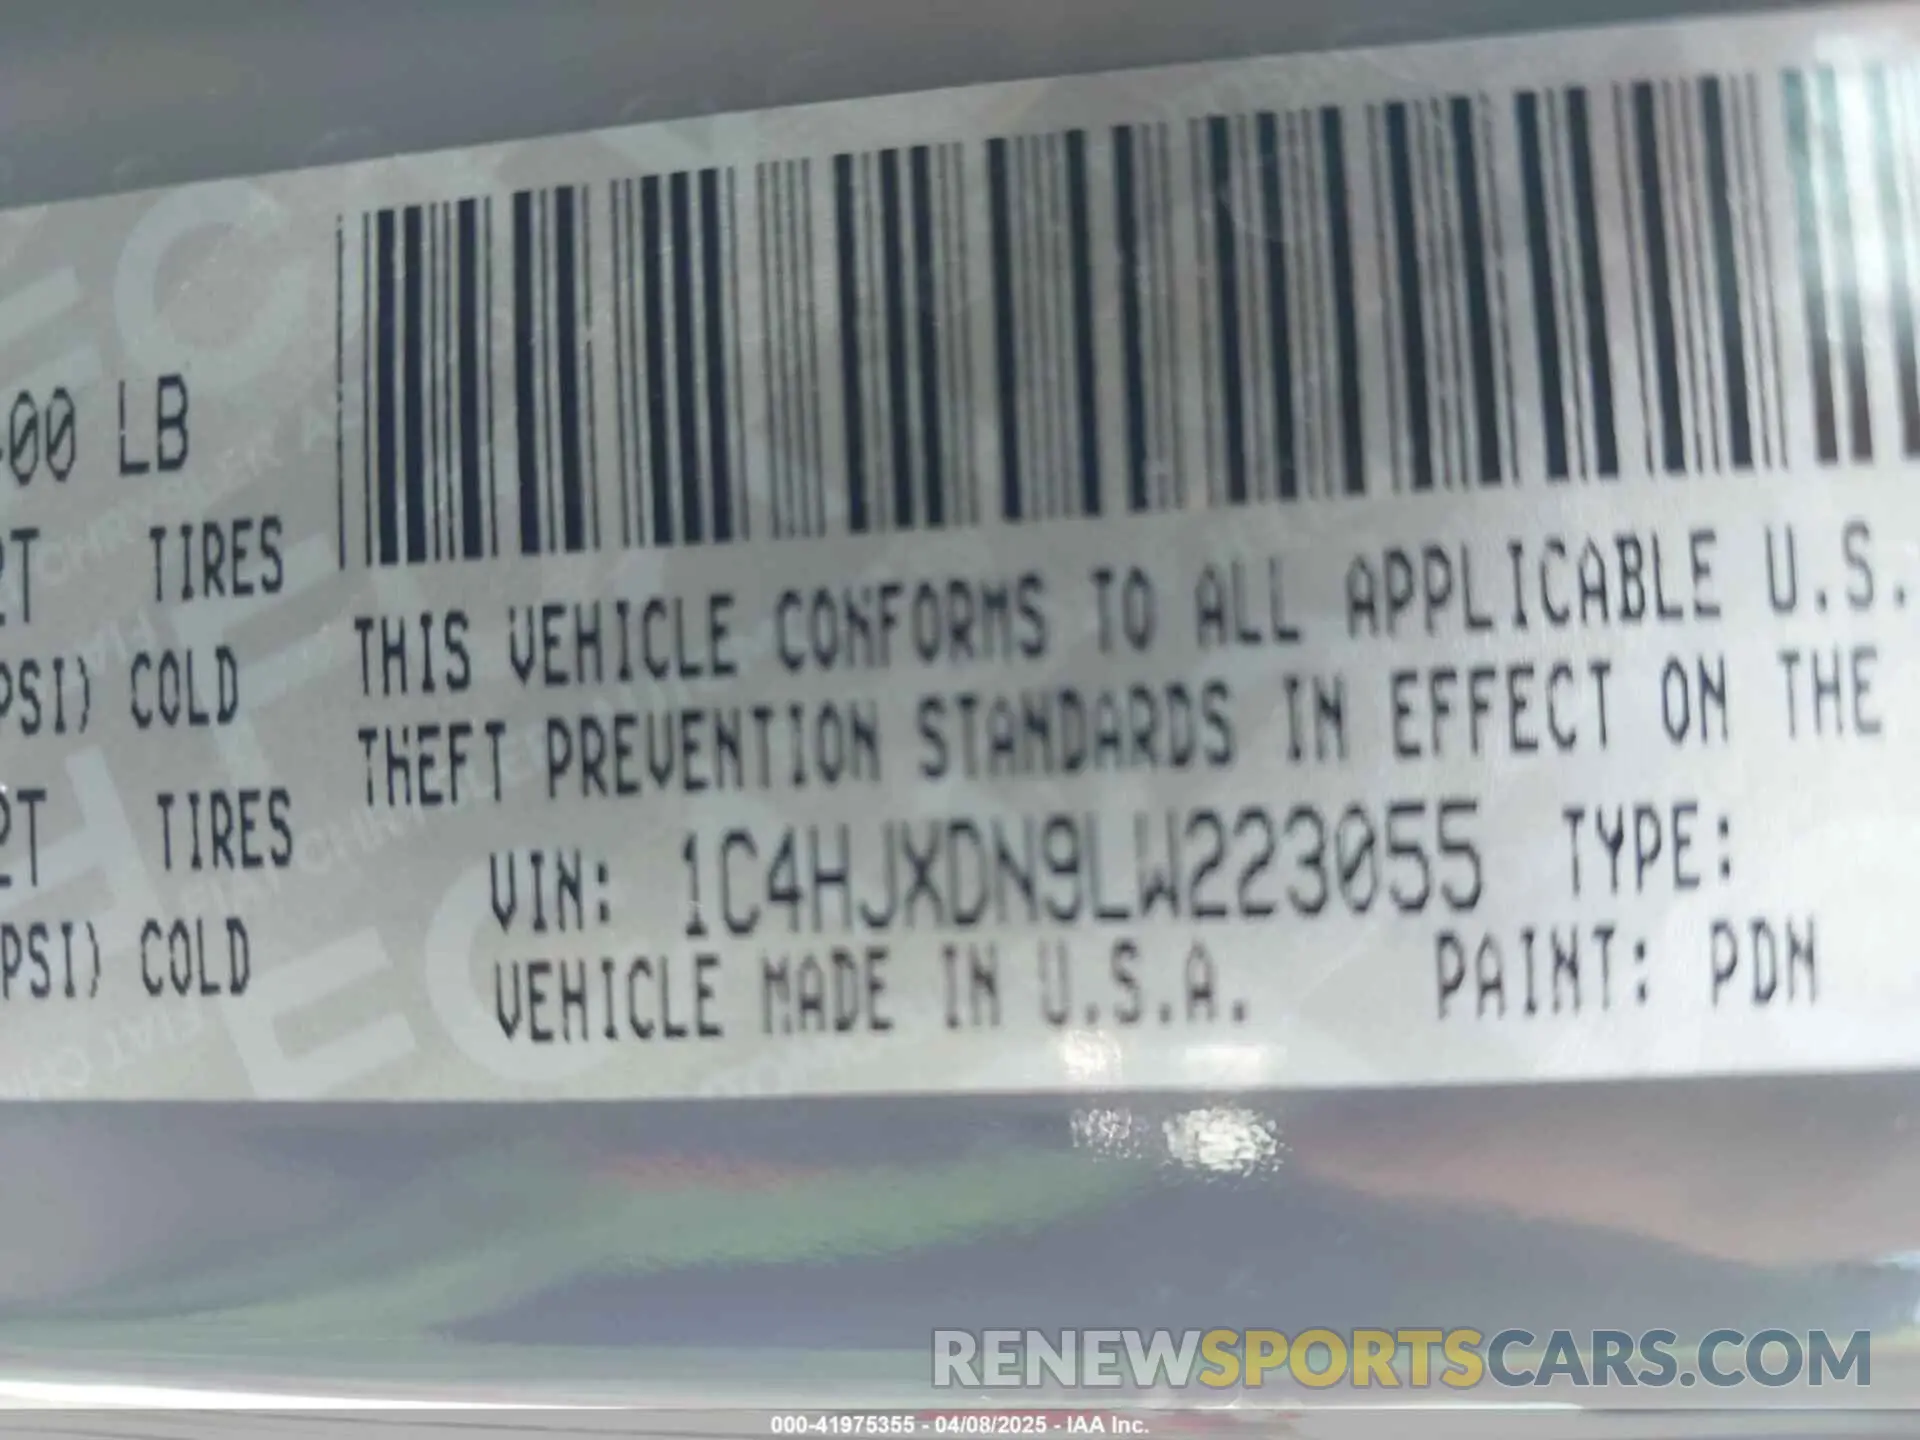 00 LB
TIRES
PSI) COLD
TIRES
PSI) COLD
THIS VEHICLE CONFORMS TO ALL APPLICABLE U.S.
THEFT PREVENTION STANDARDS IN EFFECT ON THE
VIN: 1C4HJXDN9LW223055 TYPE:
VEHICLE MADE IN U.S.A. PAINT: PDN
RENEWSPORTSCARS.COM
000-41975355 - 04/08/2025 - IAA Inc.